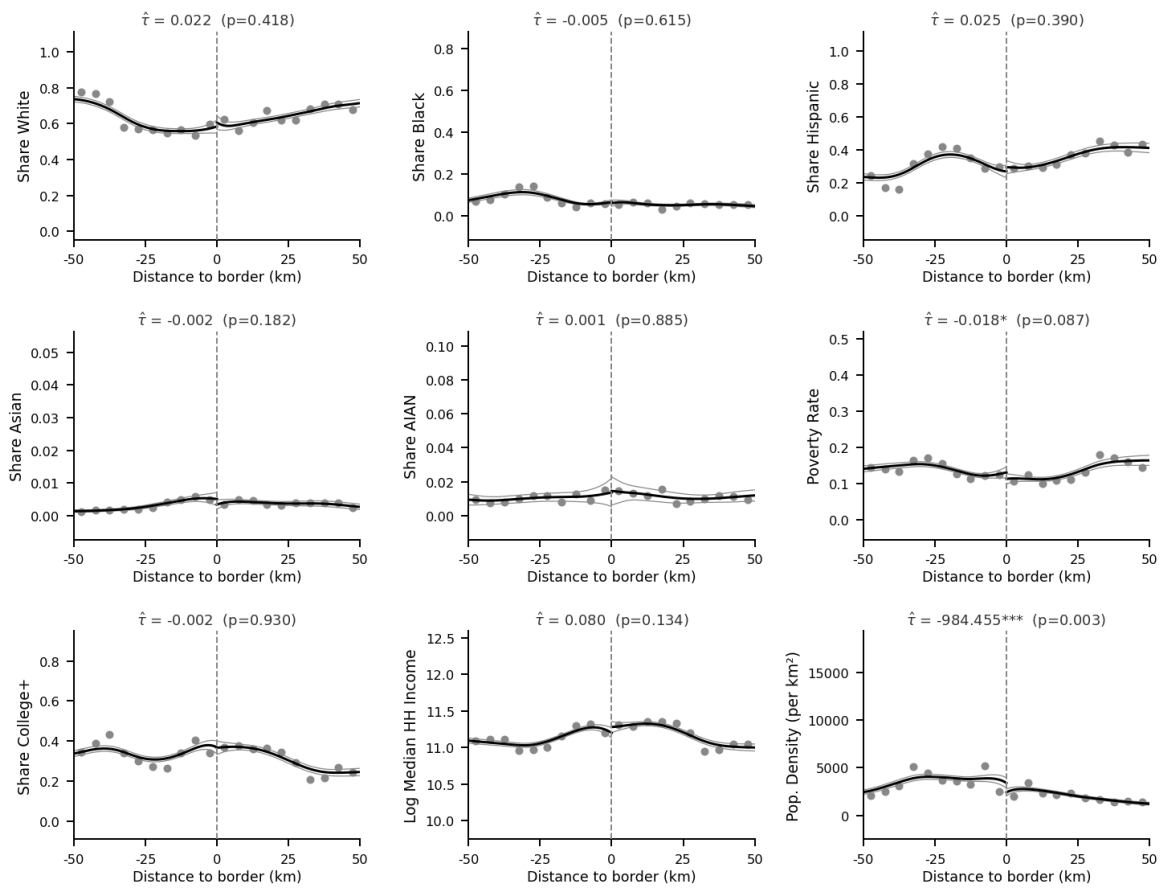 τ̂ = 0.022 (p=0.418)
1.0
0.8
0.6
0.4
0.2
0.0
Share White
-50 -25 0 25 50
Distance to border (km)
τ̂ = -0.005 (p=0.615)
0.8
0.6
0.4
0.2
0.0
Share Black
-50 -25 0 25 50
Distance to border (km)
τ̂ = 0.025 (p=0.390)
1.0
0.8
0.6
0.4
0.2
0.0
Share Hispanic
-50 -25 0 25 50
Distance to border (km)
τ̂ = -0.002 (p=0.182)
0.05
0.04
0.03
0.02
0.01
0.00
Share Asian
-50 -25 0 25 50
Distance to border (km)
τ̂ = 0.001 (p=0.885)
0.10
0.08
0.06
0.04
0.02
0.00
Share AIAN
-50 -25 0 25 50
Distance to border (km)
τ̂ = -0.018* (p=0.087)
0.5
0.4
0.3
0.2
0.1
0.0
Poverty Rate
-50 -25 0 25 50
Distance to border (km)
τ̂ = -0.002 (p=0.930)
0.8
0.6
0.4
0.2
0.0
Share College+
-50 -25 0 25 50
Distance to border (km)
τ̂ = 0.080 (p=0.134)
12.5
12.0
11.5
11.0
10.5
10.0
Log Median HH Income
-50 -25 0 25 50
Distance to border (km)
τ̂ = -984.455*** (p=0.003)
15000
10000
5000
0
Pop. Density (per km²)
-50 -25 0 25 50
Distance to border (km)